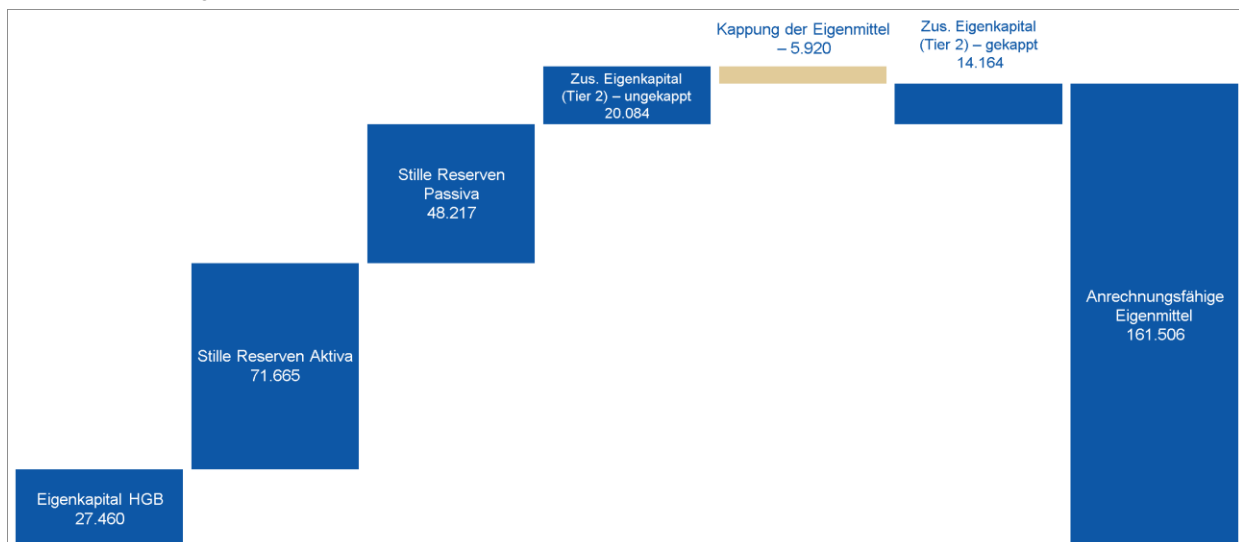 Kappung der Eigenmittel
– 5.920
Zus. Eigenkapital
(Tier 2) – gekappt
14.164
Zus. Eigenkapital
(Tier 2) – ungekappt
20.084
Stille Reserven
Passiva
48.217
Anrechnungsfähige
Eigenmittel
161.506
Stille Reserven Aktiva
71.665
Eigenkapital HGB
27.460